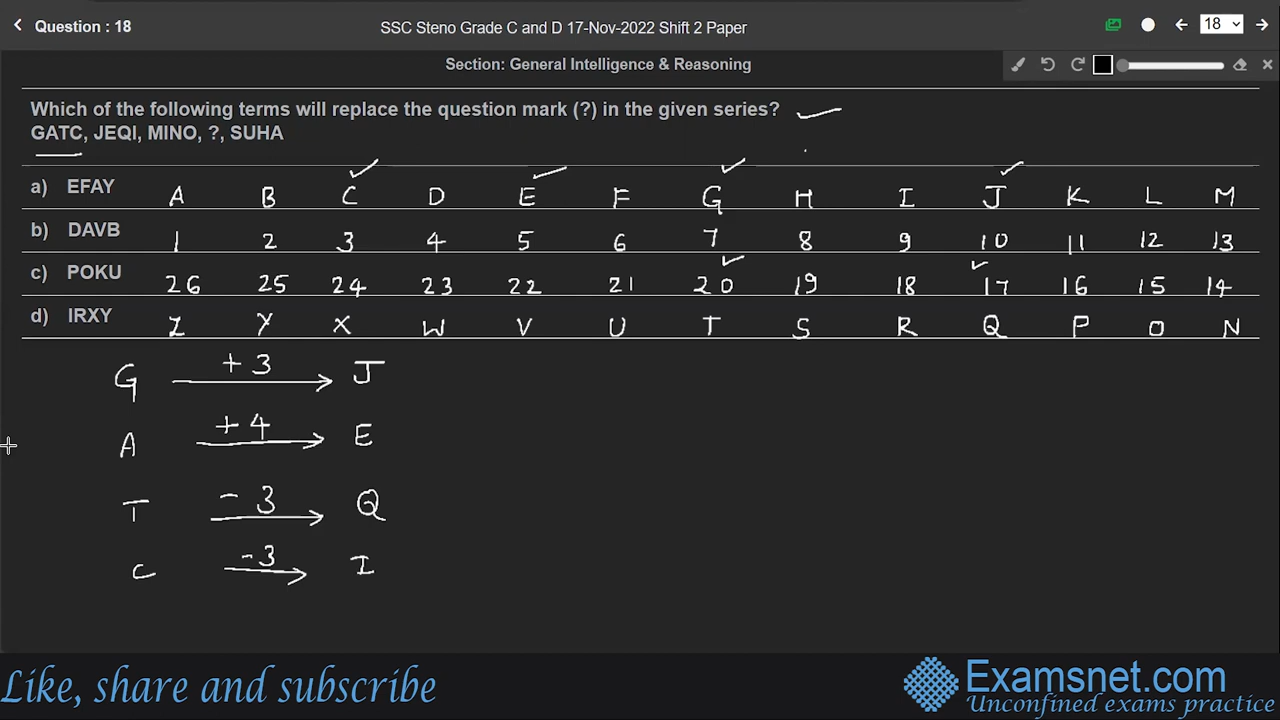 Question : 18
SSC Steno Grade C and D 17-Nov-2022 Shift 2 Paper
18
Section: General Intelligence & Reasoning
Which of the following terms will replace the question mark (?) in the given series?
GATC, JEQI, MINO, ?, SUHA
a) EFAY A B C D E F G H I J K L M
b) DAVB 1 2 3 4 5 6 7 8 9 10 11 12 13
c) POKU 26 25 24 23 22 21 20 19 18 17 16 15 14
d) IRXY Z Y X W V U T S R Q P O N
G +3 J
A +4 E
T -3 Q
C -3 I
Like, share and subscribe
Examsnet.com
Unconfined exams practice